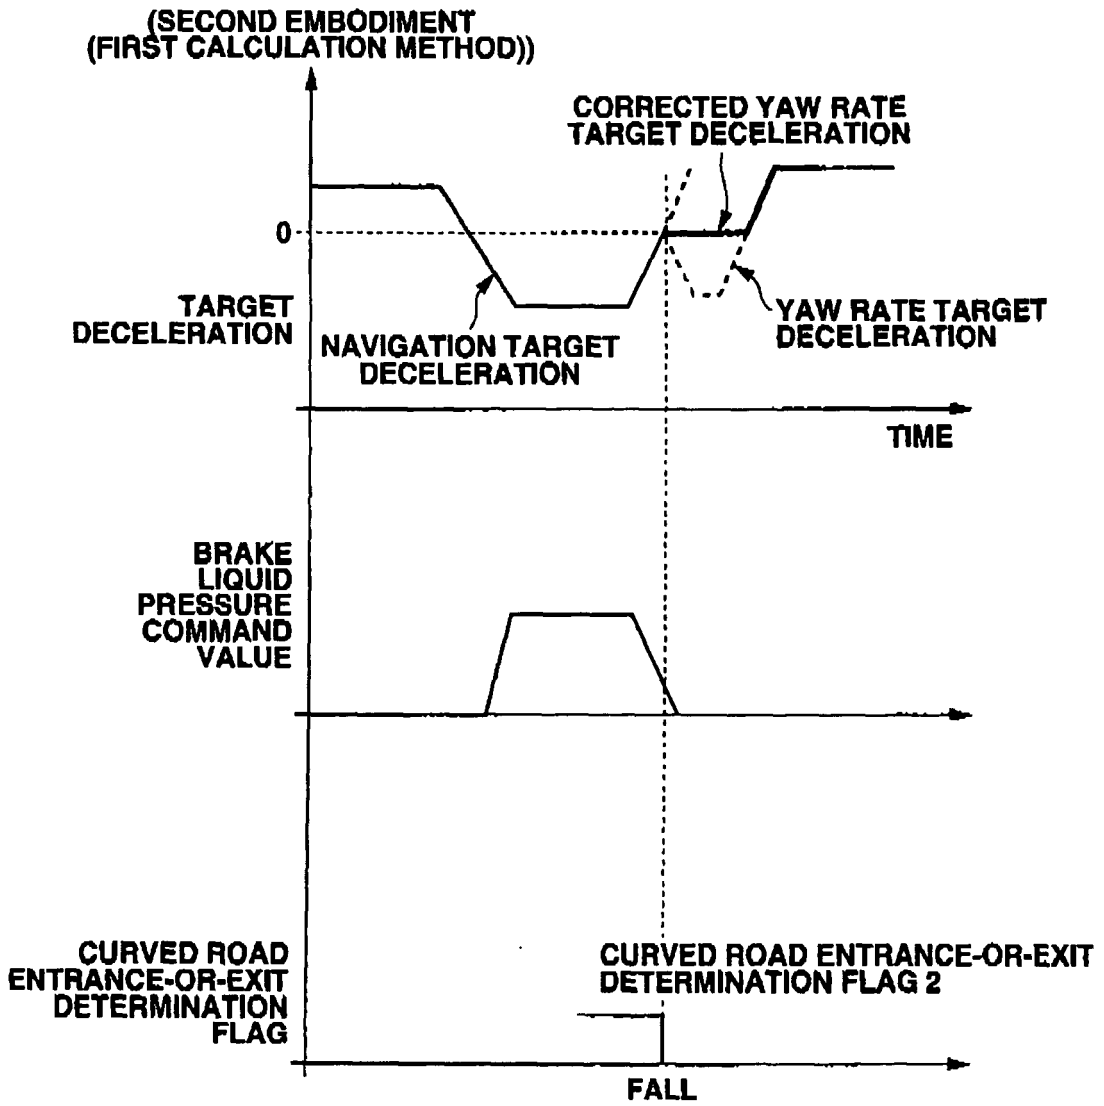 (SECOND EMBODIMENT
(FIRST CALCULATION METHOD))
CORRECTED YAW RATE
TARGET DECELERATION
0
TARGET
DECELERATION
NAVIGATION TARGET
DECELERATION
YAW RATE TARGET
DECELERATION
TIME
BRAKE
LIQUID
PRESSURE
COMMAND
VALUE
CURVED ROAD
ENTRANCE-OR-EXIT
DETERMINATION
FLAG
CURVED ROAD ENTRANCE-OR-EXIT
DETERMINATION FLAG 2
FALL